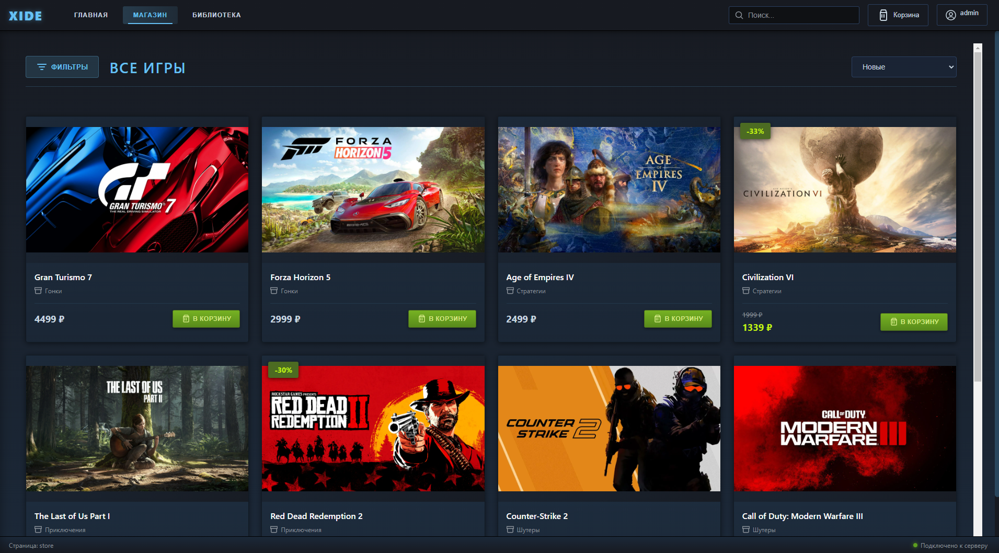 XIDE
ГЛАВНАЯ
МАГАЗИН
БИБЛИОТЕКА
Поиск...
Корзина
admin
ФИЛЬТРЫ
ВСЕ ИГРЫ
Новые
GRAN TURISMO 7
THE REAL DRIVING SIMULATOR
FORZA
HORIZON 5
AGE
OF
EMPIRES
IV
-33%
SID MEIER'S
CIVILIZATION VI
Gran Turismo 7
Гонки
4499 ₽
В КОРЗИНУ
Forza Horizon 5
Гонки
2999 ₽
В КОРЗИНУ
Age of Empires IV
Стратегии
2499 ₽
В КОРЗИНУ
Civilization VI
Стратегии
1999 ₽
1339 ₽
В КОРЗИНУ
THE LAST OF US
PART II
-30%
ROCKSTAR GAMES PRESENTS
RED DEAD
REDEMPTION II
COUNTER
STRIKE 2
CALL OF DUTY
MODERN
WARFARE III
The Last of Us Part I
Приключения
Red Dead Redemption 2
Приключения
Counter-Strike 2
Шутеры
Call of Duty: Modern Warfare III
Шутеры
Страница: store
Подключено к серверу